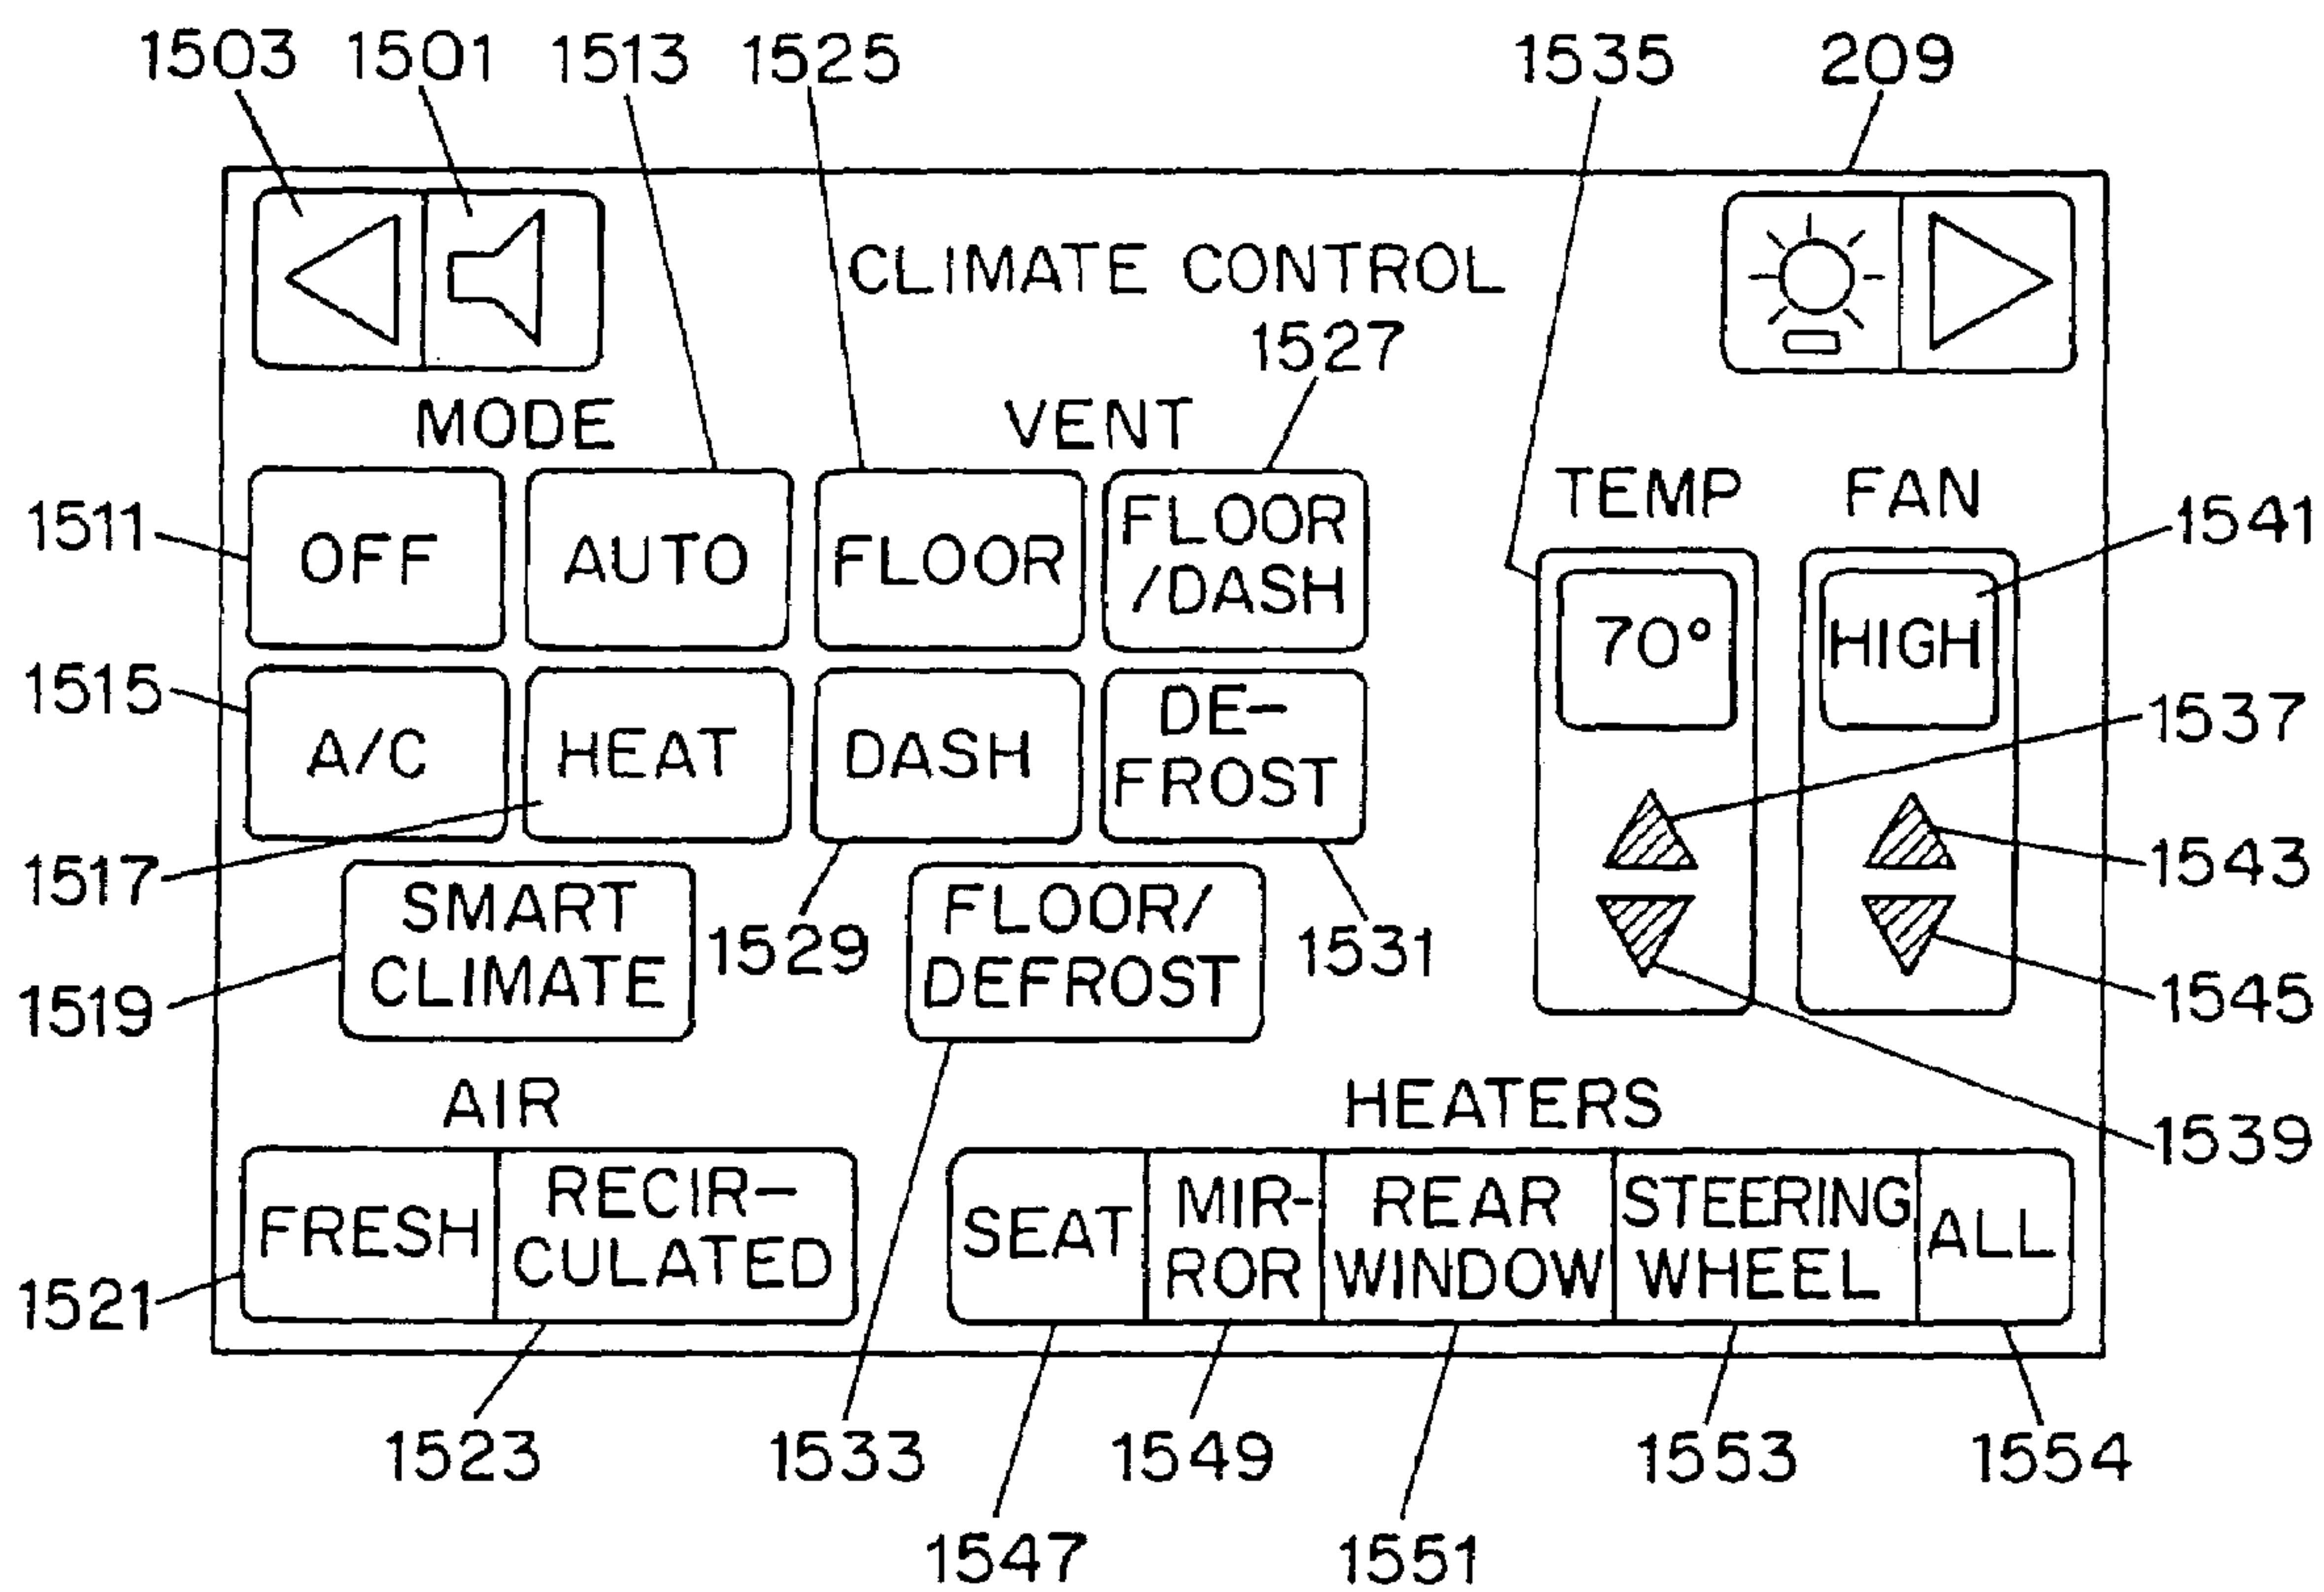 1503 1501 1513 1525 1535 209
CLIMATE CONTROL
1527
MODE VENT
TEMP FAN
1511 OFF AUTO FLOOR FLOOR
/DASH
1541
70° HIGH
1515 A/C HEAT DASH DE-
FROST
1537
1517
1543
SMART
CLIMATE
1529
FLOOR/
DEFROST
1531
1519
1545
AIR HEATERS
1539
FRESH RECIR-
CULATED
SEAT MIR-
ROR
REAR
WINDOW
STEERING
WHEEL
ALL
1521
1523 1533 1549 1553 1554
1547 1551